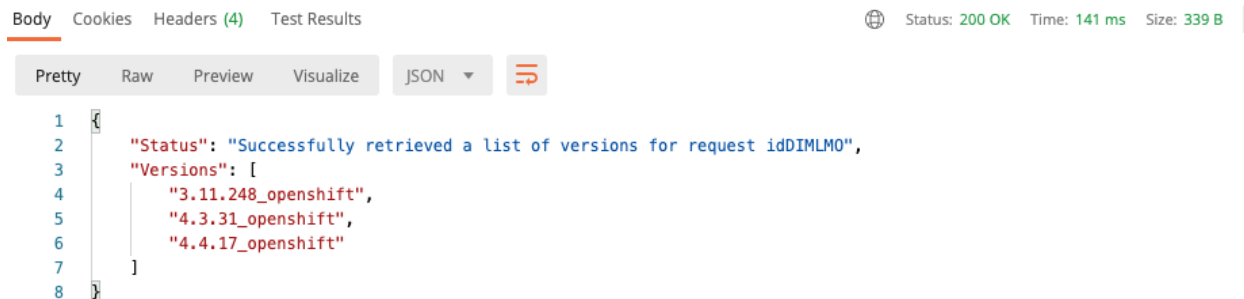 Body Cookies Headers (4) Test Results Status: 200 OK Time: 141 ms Size: 339 B
Pretty Raw Preview Visualize JSON
1 {
2 "Status": "Successfully retrieved a list of versions for request idDIMLMO",
3 "Versions": [
4 "3.11.248_openshift",
5 "4.3.31_openshift",
6 "4.4.17_openshift"
7 ]
8 }